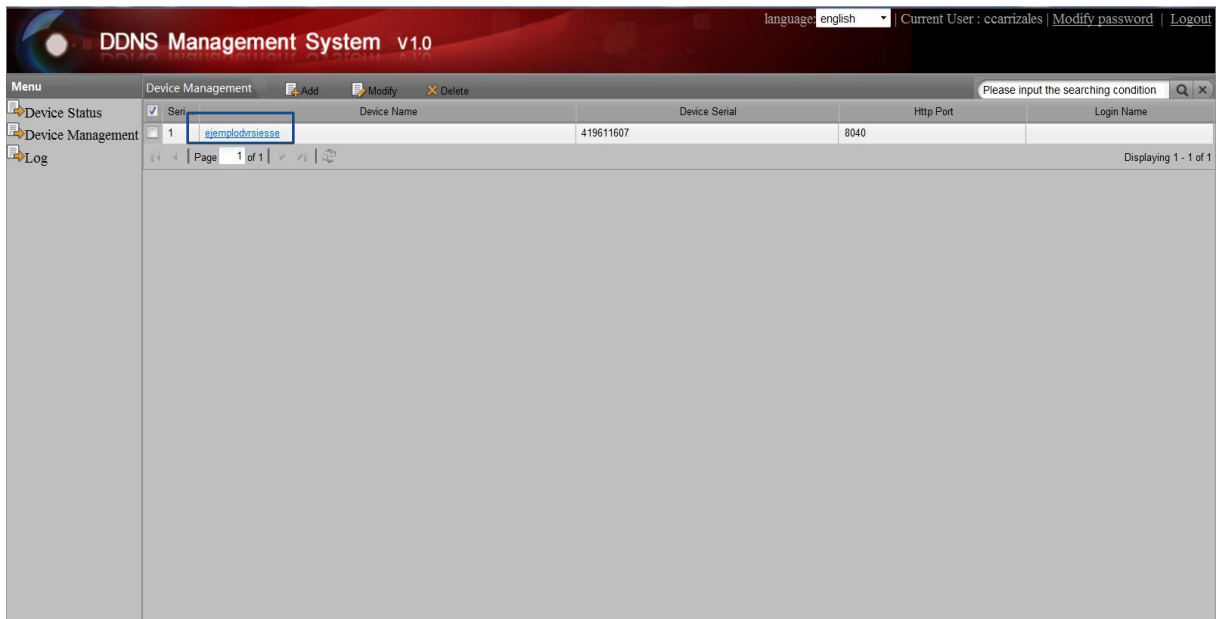 DDNS Management System V1.0
language: english | Current User : ccarrizales | Modify password | Logout
Menu
Device Management Add Modify Delete
Please input the searching condition
Device Status
Device Management
Log
Seri Device Name Device Serial Http Port Login Name
1 ejemplodvrsiesse 419611607 8040
Page 1 of 1
Displaying 1 - 1 of 1